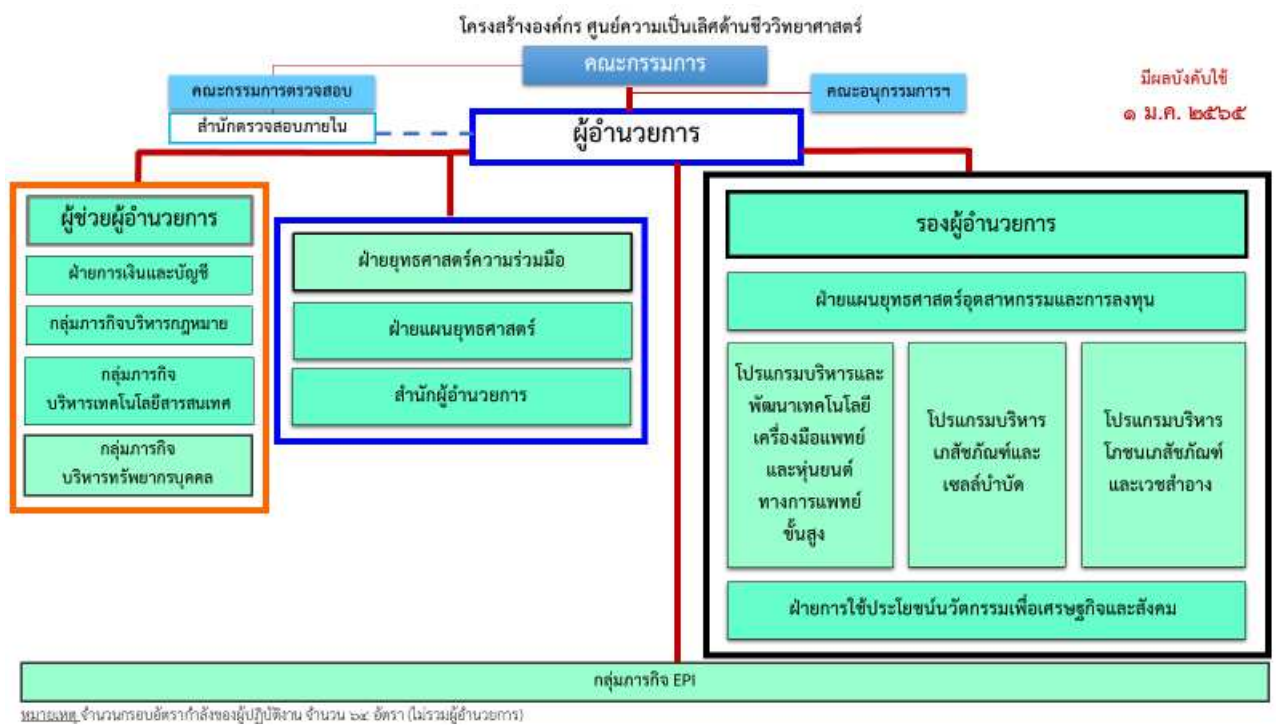 โครงสร้างองค์กร ศูนย์ความเป็นเลิศด้านชีววิทยาศาสตร์
คณะกรรมการ
คณะกรรมการตรวจสอบ
คณะอนุกรรมการฯ
มีผลบังคับใช้
๑ ม.ค. ๒๕๖๕
สำนักตรวจสอบภายใน
ผู้อำนวยการ
ผู้ช่วยผู้อำนวยการ
ฝ่ายการเงินและบัญชี
กลุ่มภารกิจบริหารกฎหมาย
กลุ่มภารกิจ
บริหารเทคโนโลยีสารสนเทศ
กลุ่มภารกิจ
บริหารทรัพยากรบุคคล
ฝ่ายยุทธศาสตร์ความร่วมมือ
ฝ่ายแผนยุทธศาสตร์
สำนักผู้อำนวยการ
รองผู้อำนวยการ
ฝ่ายแผนยุทธศาสตร์อุตสาหกรรมและการลงทุน
โปรแกรมบริหารและ
พัฒนาเทคโนโลยี
เครื่องมือแพทย์
และหุ่นยนต์
ทางการแพทย์
ขั้นสูง
โปรแกรมบริหาร
เภสัชภัณฑ์และ
เซลล์บำบัด
โปรแกรมบริหาร
โภชนเภสัชภัณฑ์
และเวชสำอาง
ฝ่ายการใช้ประโยชน์นวัตกรรมเพื่อเศรษฐกิจและสังคม
กลุ่มภารกิจ EPI
หมายเหตุ จำนวนกรอบอัตรากำลังของผู้ปฏิบัติงาน จำนวน ๖๔ อัตรา (ไม่รวมผู้อำนวยการ)